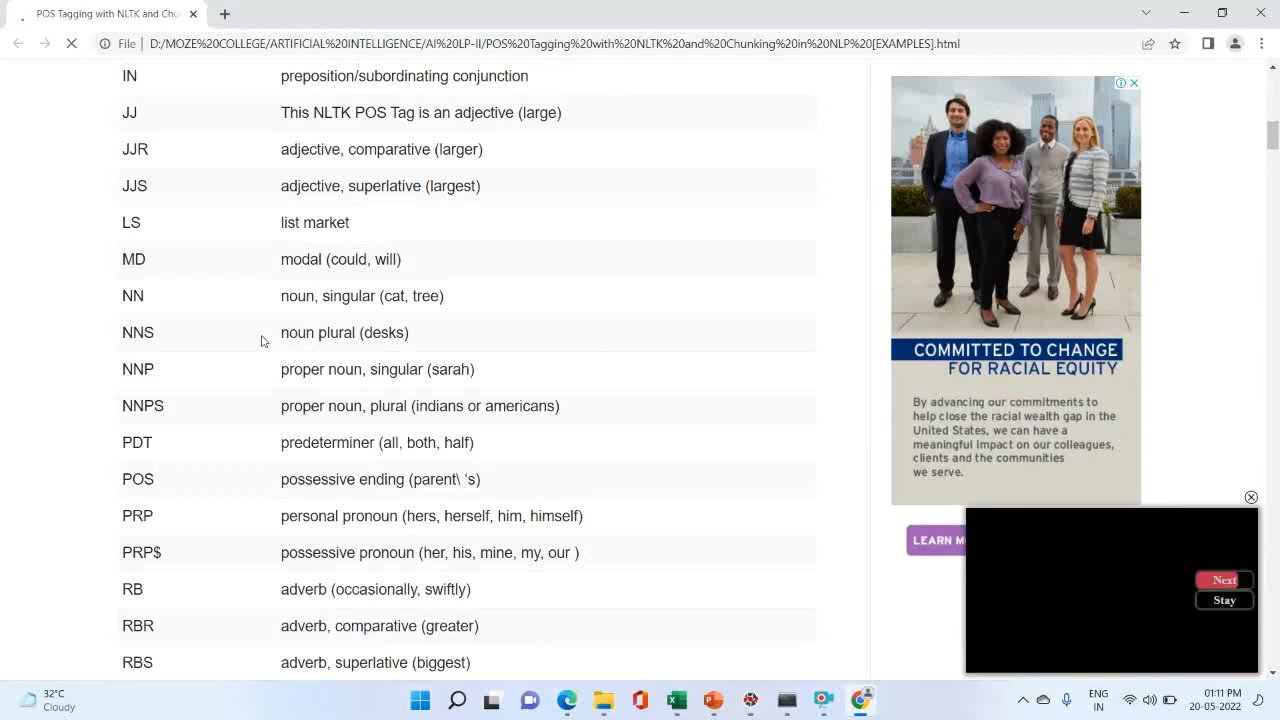 POS Tagging with NLTK and Chu
File | D:/MOZE%20COLLEGE/ARTIFICIAL%20INTELLIGENCE/AI%20LP-II/POS%20Tagging%20with%20NLTK%20and%20Chunking%20in%20NLP%20[EXAMPLES].html
IN preposition/subordinating conjunction
JJ This NLTK POS Tag is an adjective (large)
JJR adjective, comparative (larger)
JJS adjective, superlative (largest)
LS list market
MD modal (could, will)
NN noun, singular (cat, tree)
NNS noun plural (desks)
NNP proper noun, singular (sarah)
NNPS proper noun, plural (indians or americans)
PDT predeterminer (all, both, half)
POS possessive ending (parent\ ‘s)
PRP personal pronoun (hers, herself, him, himself)
PRP$ possessive pronoun (her, his, mine, my, our )
RB adverb (occasionally, swiftly)
RBR adverb, comparative (greater)
RBS adverb, superlative (biggest)
COMMITTED TO CHANGE
FOR RACIAL EQUITY
By advancing our commitments to
help close the racial wealth gap in the
United States, we can have a
meaningful impact on our colleagues,
clients and the communities
we serve.
LEARN M
Next
Stay
32°C
Cloudy
ENG
IN
01:11 PM
20-05-2022